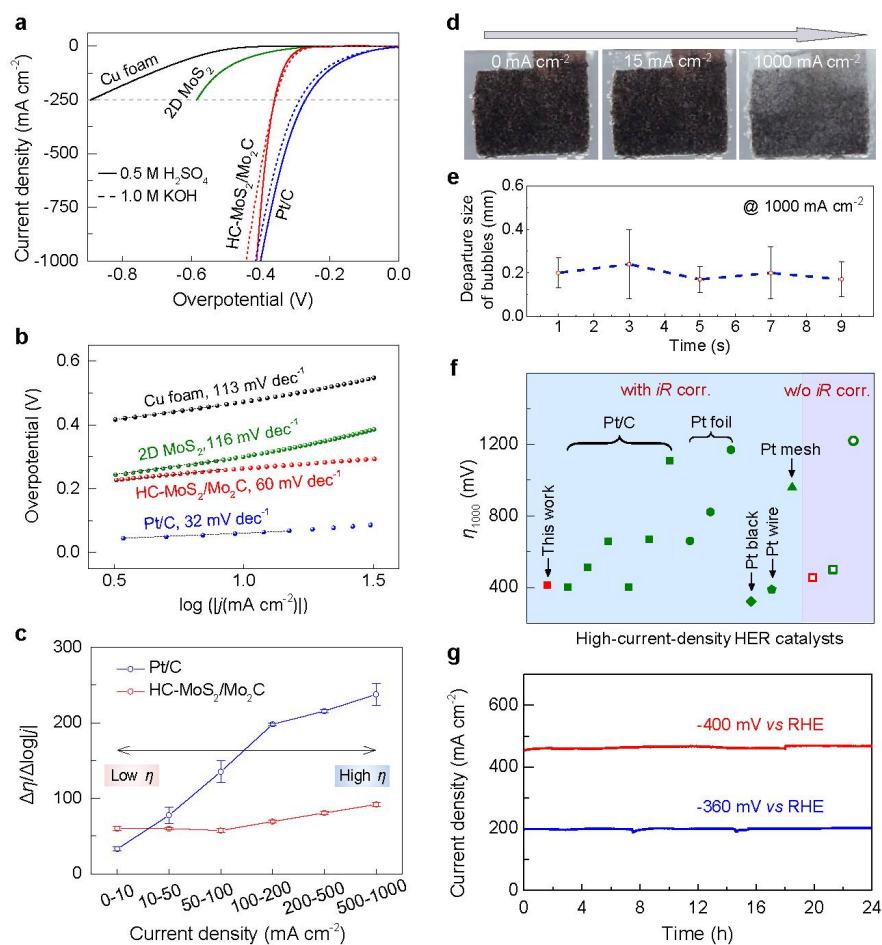 a
0
-250
-500
-750
-1000
Current density (mA cm⁻²)
Cu foam
2D MoS₂
HC-MoS₂/Mo₂C
Pt/C
0.5 M H₂SO₄
1.0 M KOH
-0.8
-0.6
-0.4
-0.2
0.0
Overpotential (V)
b
0.6
0.4
0.2
0.0
Overpotential (V)
Cu foam, 113 mV dec⁻¹
2D MoS₂, 116 mV dec⁻¹
HC-MoS₂/Mo₂C, 60 mV dec⁻¹
Pt/C, 32 mV dec⁻¹
0.5
1.0
1.5
log (|j(mA cm⁻²)|)
c
300
200
100
0
Δη/Δlog|j|
Pt/C
HC-MoS₂/Mo₂C
Low η
High η
0-10
10-50
50-100
100-200
200-500
500-1000
Current density (mA cm⁻²)
d
0 mA cm⁻²
15 mA cm⁻²
1000 mA cm⁻²
e
0.6
0.4
0.2
0.0
Departure size
of bubbles (mm)
@ 1000 mA cm⁻²
1
2
3
4
5
6
7
8
9
Time (s)
f
with iR corr.
w/o iR corr.
1200
800
400
η₁₀₀₀ (mV)
This work
Pt/C
Pt foil
Pt black
Pt wire
Pt mesh
High-current-density HER catalysts
g
600
400
200
0
Current density (mA cm⁻²)
-400 mV vs RHE
-360 mV vs RHE
0
4
8
12
16
20
24
Time (h)